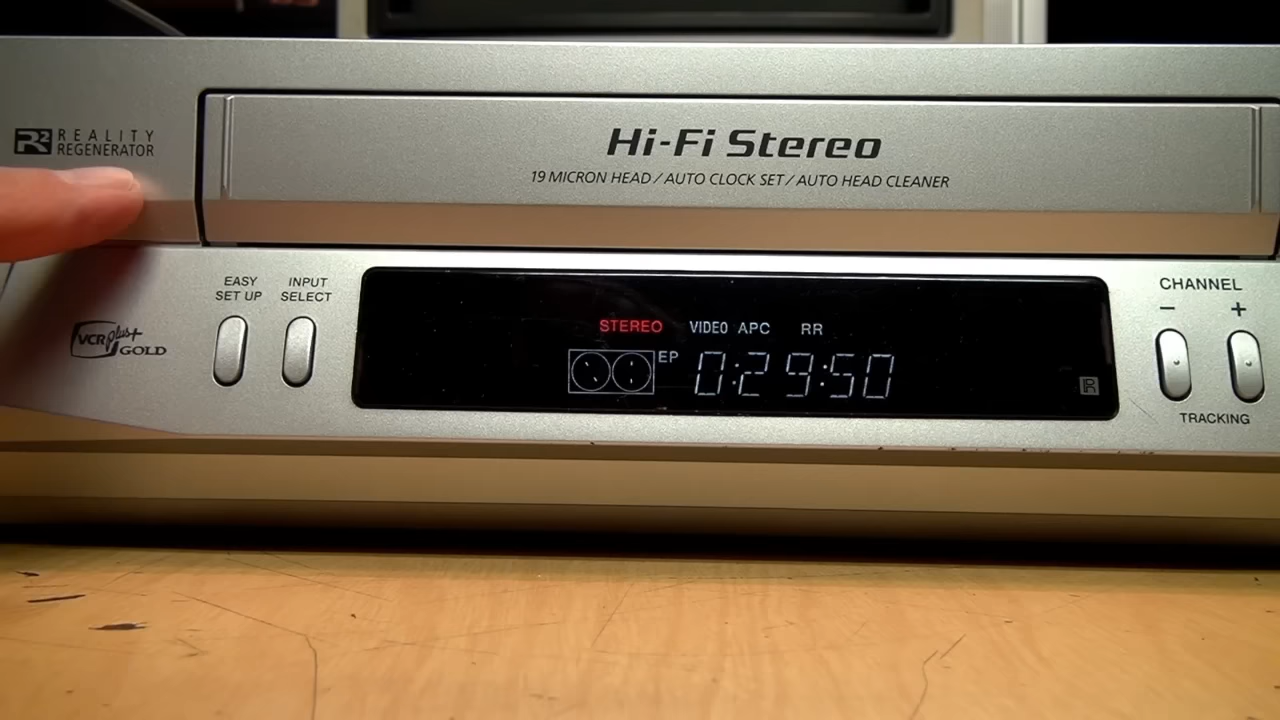 R2 REALITY
REGENERATOR
Hi-Fi Stereo
19 MICRON HEAD / AUTO CLOCK SET / AUTO HEAD CLEANER
EASY
SET UP
INPUT
SELECT
VCR plus+
GOLD
STEREO VIDEO APC RR
EP 0:29:50
CHANNEL
− +
TRACKING